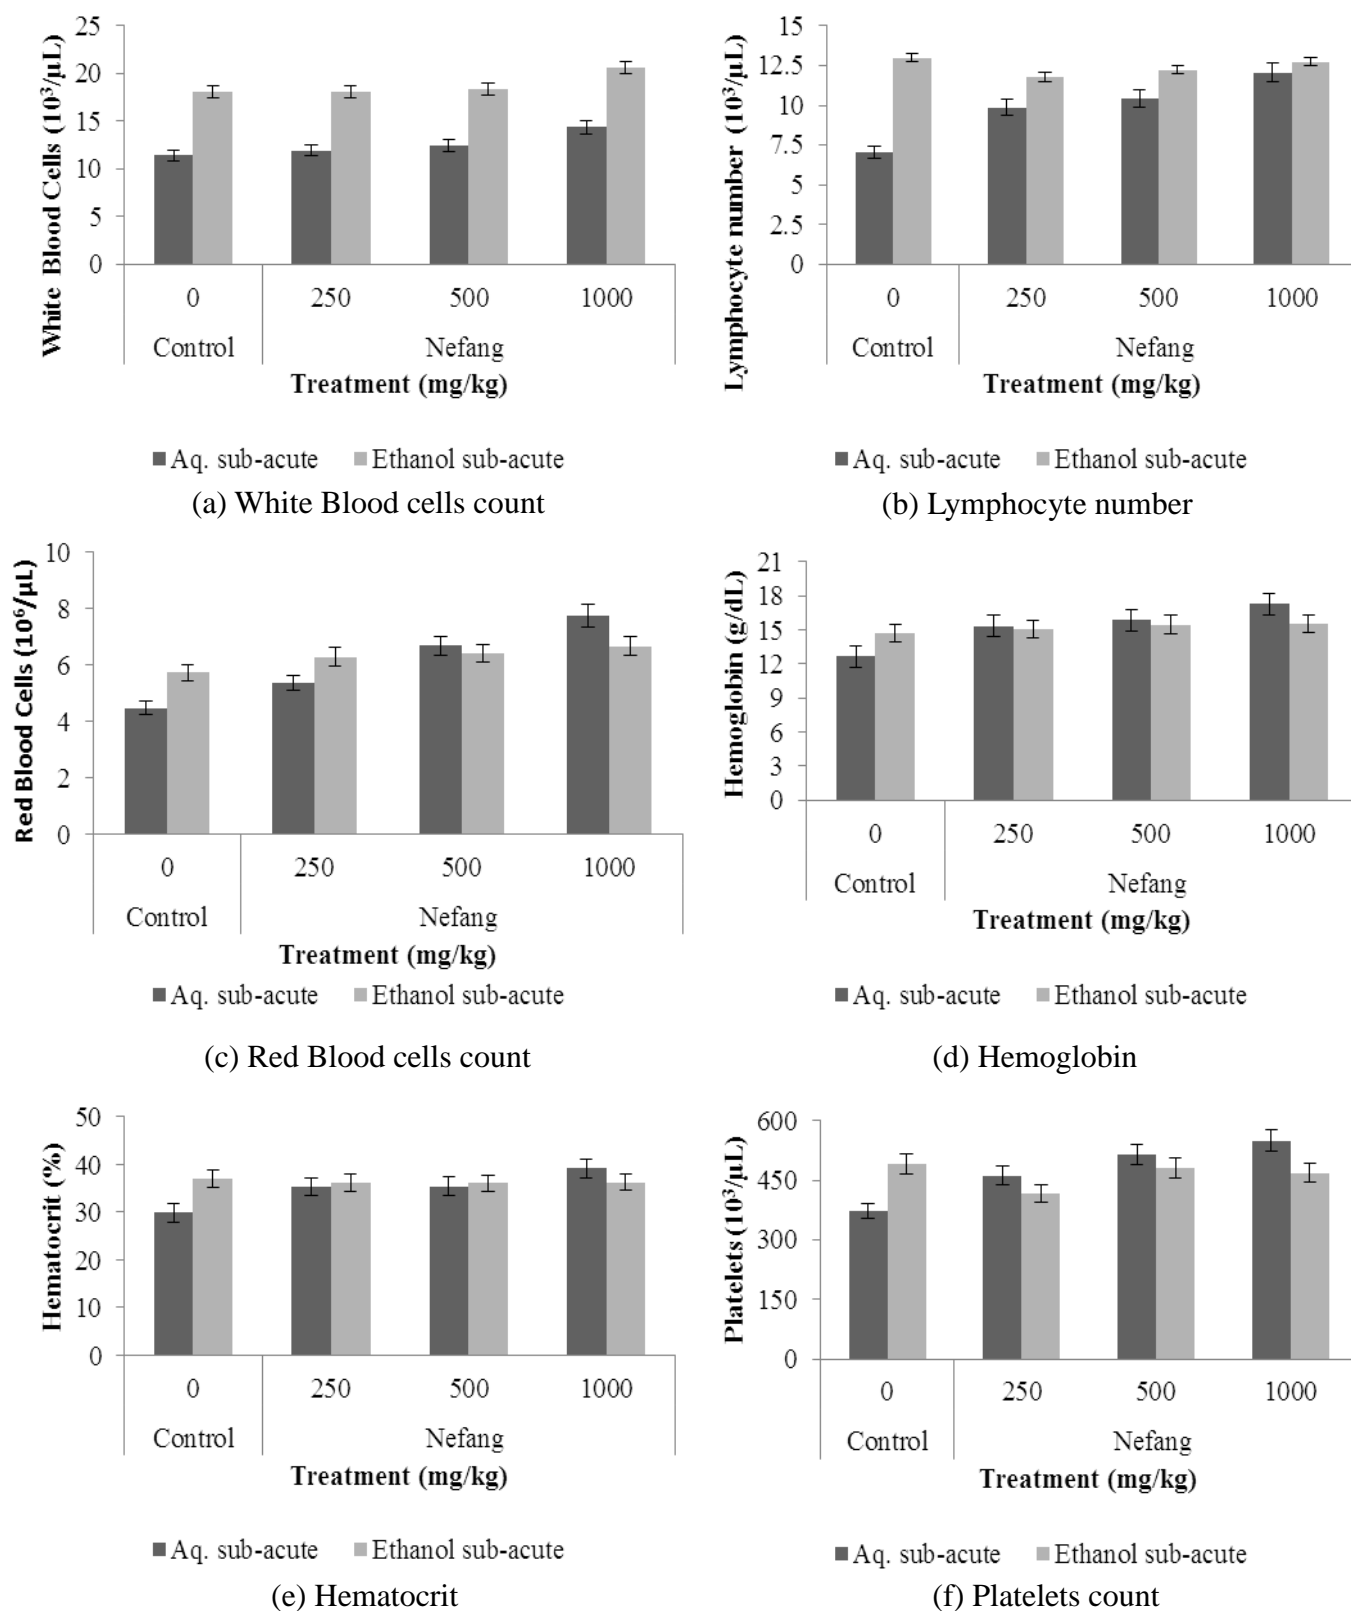 White Blood Cells (10³/µL)
25
20
15
10
5
0
0 250 500 1000
Control Nefang
Treatment (mg/kg)
Aq. sub-acute Ethanol sub-acute
(a) White Blood cells count
Lymphocyte number (10³/µL)
15
12.5
10
7.5
5
2.5
0
0 250 500 1000
Control Nefang
Treatment (mg/kg)
Aq. sub-acute Ethanol sub-acute
(b) Lymphocyte number
Red Blood Cells (10⁶/µL)
10
8
6
4
2
0
0 250 500 1000
Control Nefang
Treatment (mg/kg)
Aq. sub-acute Ethanol sub-acute
(c) Red Blood cells count
Hemoglobin (g/dL)
21
18
15
12
9
6
3
0
0 250 500 1000
Control Nefang
Treatment (mg/kg)
Aq. sub-acute Ethanol sub-acute
(d) Hemoglobin
Hematocrit (%)
50
40
30
20
10
0
0 250 500 1000
Control Nefang
Treatment (mg/kg)
Aq. sub-acute Ethanol sub-acute
(e) Hematocrit
Platelets (10³/µL)
600
450
300
150
0
0 250 500 1000
Control Nefang
Treatment (mg/kg)
Aq. sub-acute Ethanol sub-acute
(f) Platelets count